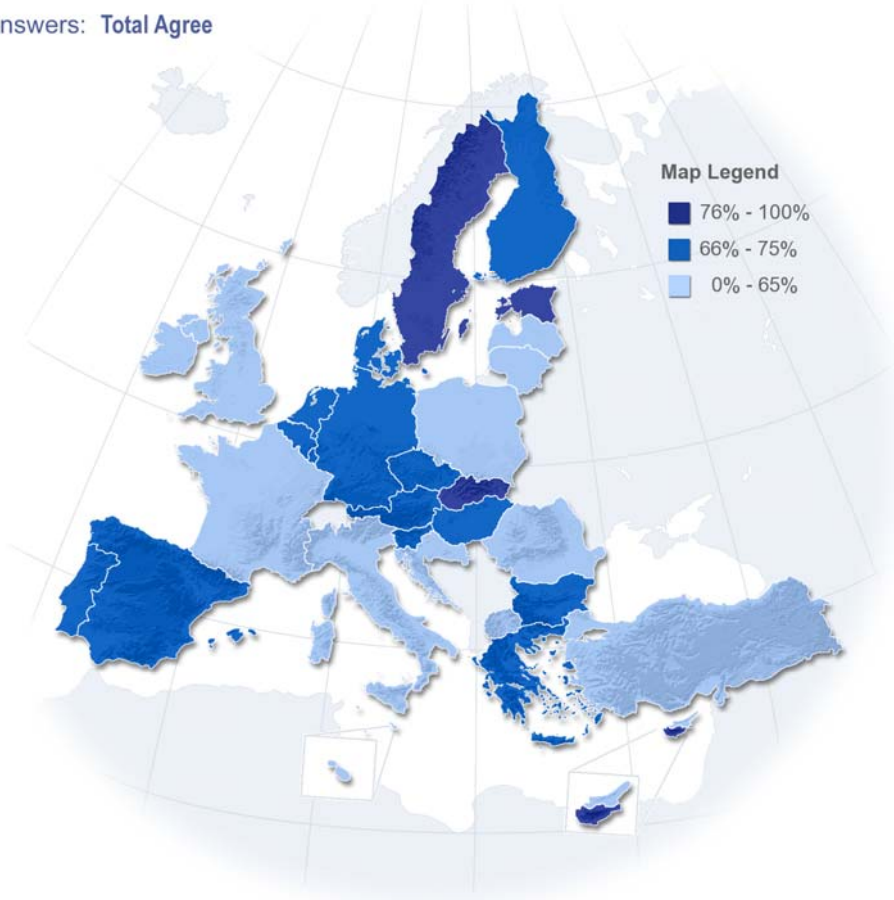 nswers: Total Agree
Map Legend
76% - 100%
66% - 75%
0% - 65%